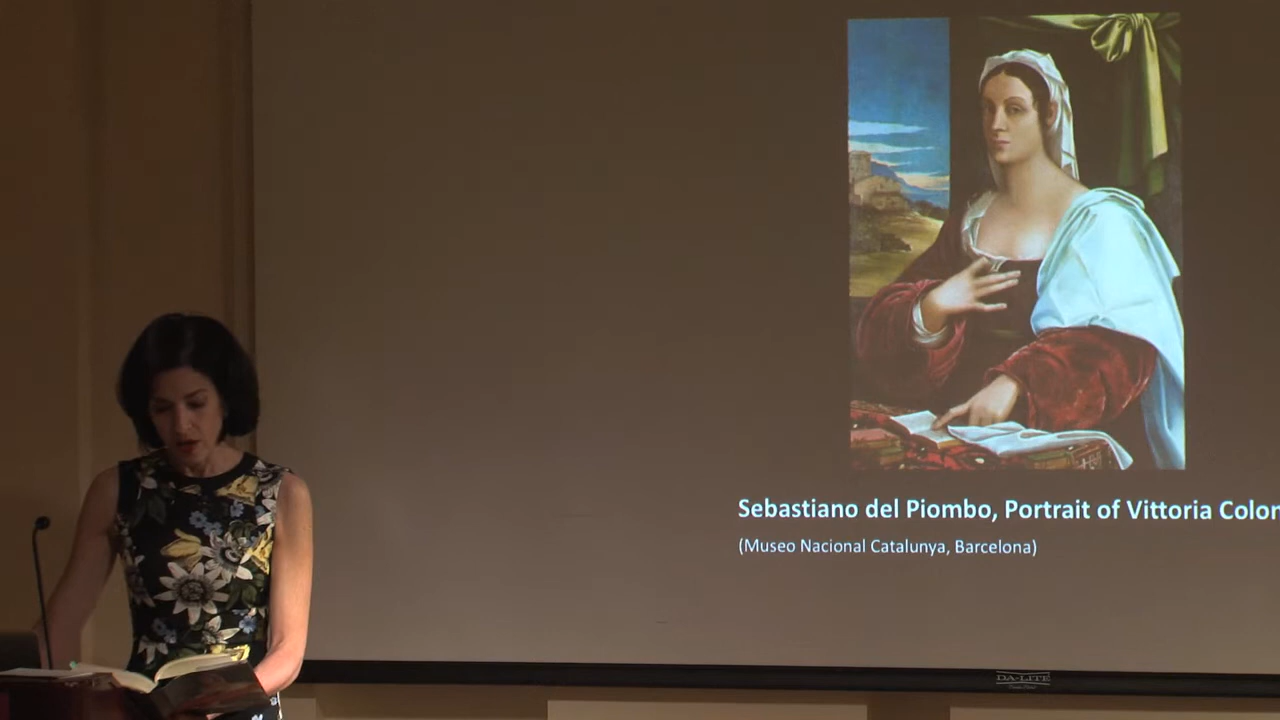 Sebastiano del Piombo, Portrait of Vittoria Colon
(Museo Nacional Catalunya, Barcelona)
DA-LITE